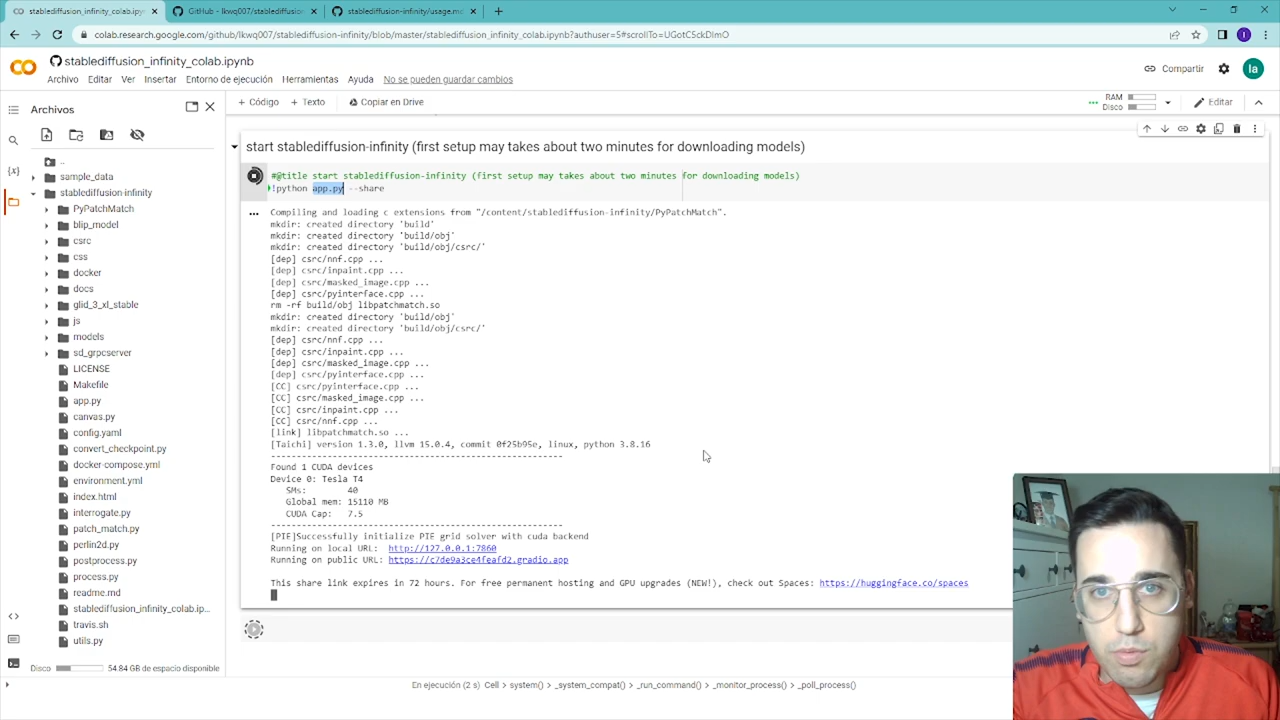 stablediffusion_infinity_colab.ipyn
GitHub - lkwq007/stablediffusion
stablediffusion-infinity/usage.md
colab.research.google.com/github/lkwq007/stablediffusion-infinity/blob/master/stablediffusion_infinity_colab.ipynb?authuser=5#scrollTo=UGotC5ckDlmO
I
stablediffusion_infinity_colab.ipynb
Archivo Editar Ver Insertar Entorno de ejecución Herramientas Ayuda No se pueden guardar cambios
Compartir
Ia
Archivos
+ Código + Texto Copiar en Drive
RAM
Disco
Editar
..
sample_data
stablediffusion-infinity
PyPatchMatch
blip_model
csrc
css
docker
docs
glid_3_xl_stable
js
models
sd_grpcserver
LICENSE
Makefile
app.py
canvas.py
config.yaml
convert_checkpoint.py
docker-compose.yml
environment.yml
index.html
interrogate.py
patch_match.py
perlin2d.py
postprocess.py
process.py
readme.md
stablediffusion_infinity_colab.ip...
travis.sh
utils.py
Disco
54.84 GB de espacio disponible
start stablediffusion-infinity (first setup may takes about two minutes for downloading models)
#@title start stablediffusion-infinity (first setup may takes about two minutes for downloading models)
!python app.py --share
Compiling and loading c extensions from "/content/stablediffusion-infinity/PyPatchMatch".
mkdir: created directory 'build'
mkdir: created directory 'build/obj'
mkdir: created directory 'build/obj/csrc/'
[dep] csrc/nnf.cpp ...
[dep] csrc/inpaint.cpp ...
[dep] csrc/masked_image.cpp ...
[dep] csrc/pyinterface.cpp ...
rm -rf build/obj libpatchmatch.so
mkdir: created directory 'build/obj'
mkdir: created directory 'build/obj/csrc/'
[dep] csrc/nnf.cpp ...
[dep] csrc/inpaint.cpp ...
[dep] csrc/masked_image.cpp ...
[dep] csrc/pyinterface.cpp ...
[CC] csrc/pyinterface.cpp ...
[CC] csrc/masked_image.cpp ...
[CC] csrc/inpaint.cpp ...
[CC] csrc/nnf.cpp ...
[link] libpatchmatch.so ...
[Taichi] version 1.3.0, llvm 15.0.4, commit 0f25b95e, linux, python 3.8.16
-------------------------------------------------------
Found 1 CUDA devices
Device 0: Tesla T4
SMs: 40
Global mem: 15110 MB
CUDA Cap: 7.5
-------------------------------------------------------
[PIE]Successfully initialize PIE grid solver with cuda backend
Running on local URL: http://127.0.0.1:7860
Running on public URL: https://c7de9a3ce4feafd2.gradio.app
This share link expires in 72 hours. For free permanent hosting and GPU upgrades (NEW!), check out Spaces: https://huggingface.co/spaces
En ejecución (2 s) Cell > system() > _system_compat() > _run_command() > _monitor_process() > _poll_process()